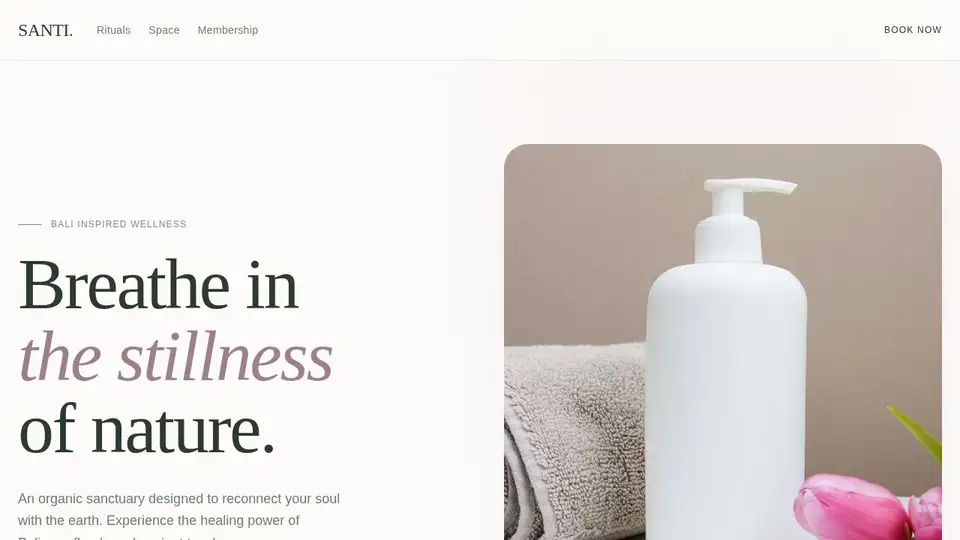 SANTI.
Rituals
Space
Membership
BOOK NOW
BALI INSPIRED WELLNESS
Breathe in
the stillness
of nature.
An organic sanctuary designed to reconnect your soul
with the earth. Experience the healing power of